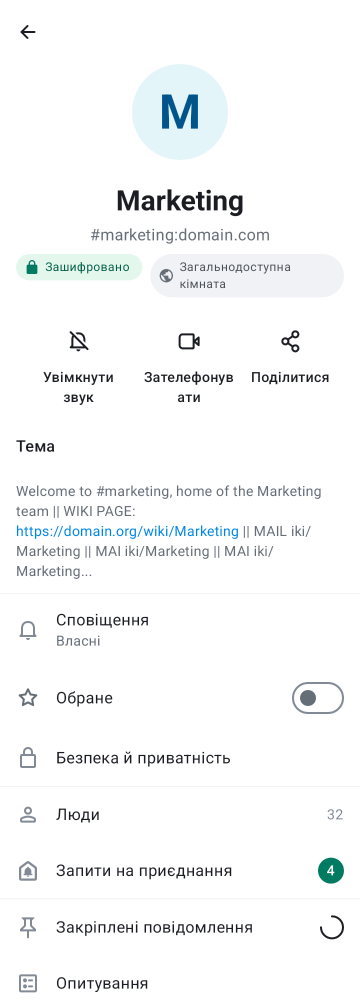 M
Marketing
#marketing:domain.com
Зашифровано
Загальнодоступна
кімната
Увімкнути
звук
Зателефонув
ати
Поділитися
Тема
Welcome to #marketing, home of the Marketing
team || WIKI PAGE:
https://domain.org/wiki/Marketing || MAIL iki/
Marketing || MAI iki/Marketing || MAI iki/
Marketing...
Сповіщення
Власні
Обране
Безпека й приватність
Люди 32
Запити на приєднання 4
Закріплені повідомлення
Опитування